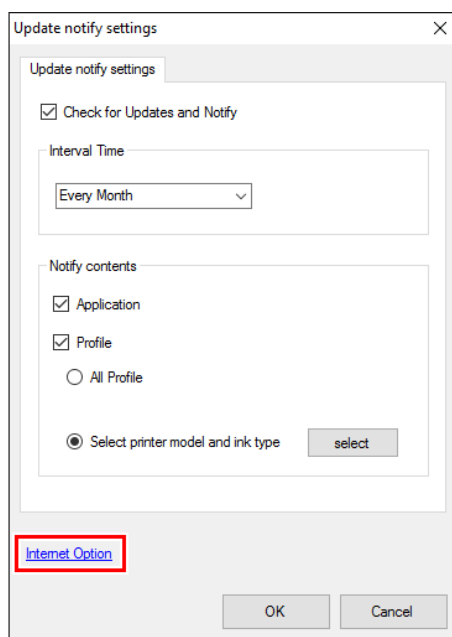 Update notify settings
Update notify settings
Check for Updates and Notify
Interval Time
Every Month
Notify contents
Application
Profile
All Profile
Select printer model and ink type
select
Internet Option
OK
Cancel